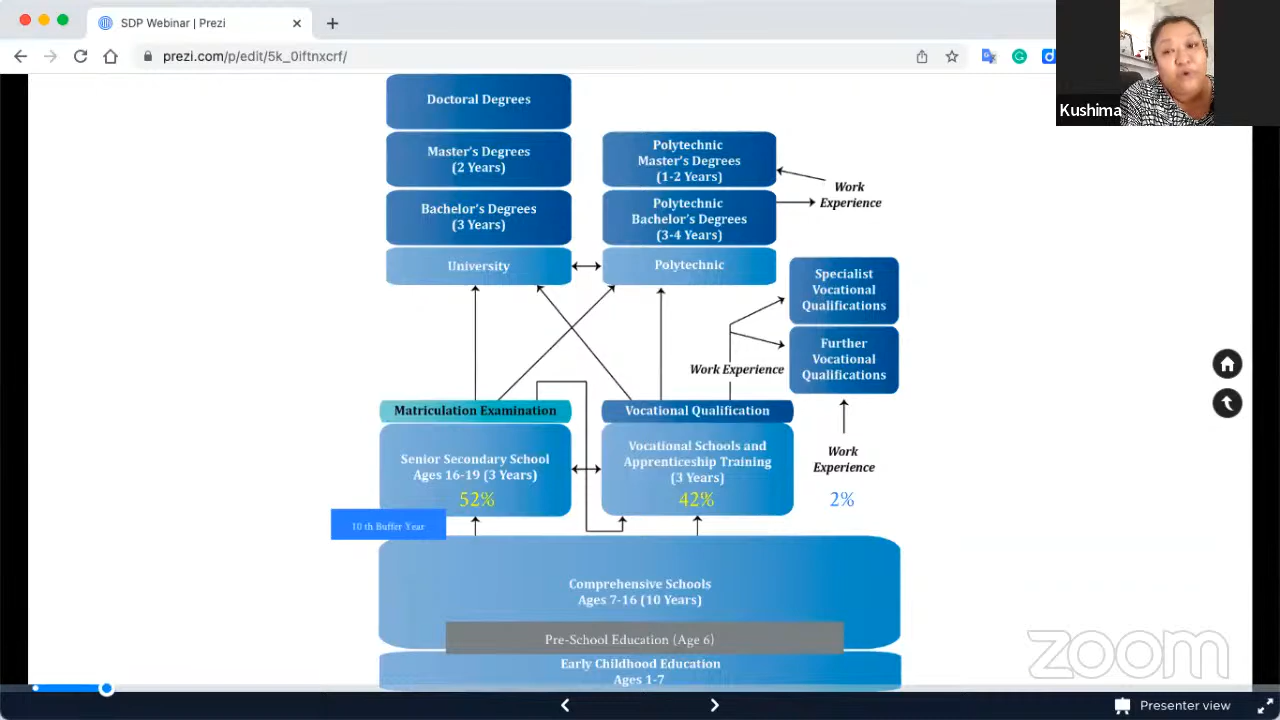 SDP Webinar | Prezi
prezi.com/p/edit/5k_0iftnxcrf/
Kushima
Doctoral Degrees
Master's Degrees
(2 Years)
Bachelor's Degrees
(3 Years)
University
Polytechnic
Master's Degrees
(1-2 Years)
Polytechnic
Bachelor's Degrees
(3-4 Years)
Polytechnic
Work
Experience
Specialist
Vocational
Qualifications
Further
Vocational
Qualifications
Work Experience
Matriculation Examination
Senior Secondary School
Ages 16-19 (3 Years)
52%
Vocational Qualification
Vocational Schools and
Apprenticeship Training
(3 Years)
42%
Work
Experience
2%
10 th Buffer Year
Comprehensive Schools
Ages 7-16 (10 Years)
Pre-School Education (Age 6)
Early Childhood Education
Ages 1-7
zoom
Presenter view